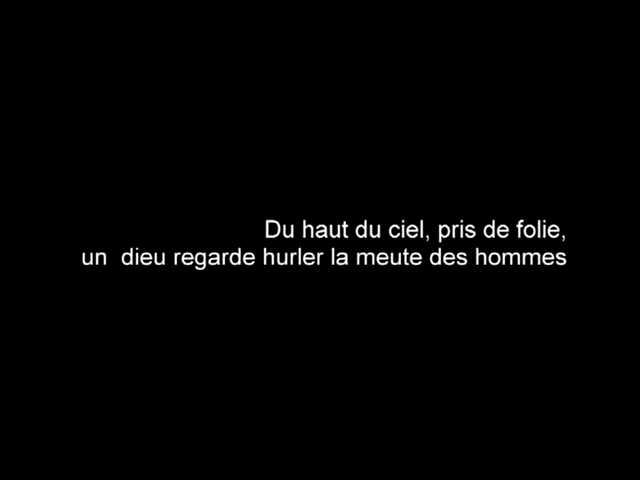 Du haut du ciel, pris de folie,
un  dieu regarde hurler la meute des hommes